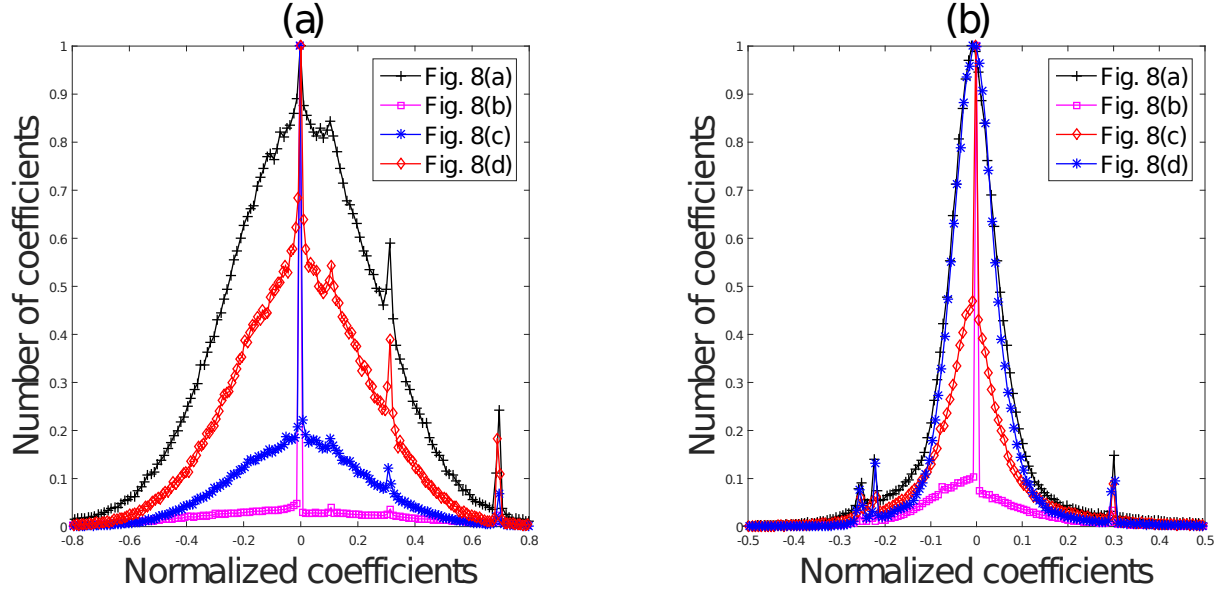 (a)
Number of coefficients
1
0.9
0.8
0.7
0.6
0.5
0.4
0.3
0.2
0.1
0
-0.8
-0.6
-0.4
-0.2
0
0.2
0.4
0.6
0.8
Normalized coefficients
Fig. 8(a)
Fig. 8(b)
Fig. 8(c)
Fig. 8(d)
(b)
Number of coefficients
1
0.9
0.8
0.7
0.6
0.5
0.4
0.3
0.2
0.1
0
-0.5
-0.3
-0.2
-0.1
0
0.1
0.2
0.3
0.4
0.5
Normalized coefficients
Fig. 8(a)
Fig. 8(b)
Fig. 8(c)
Fig. 8(d)